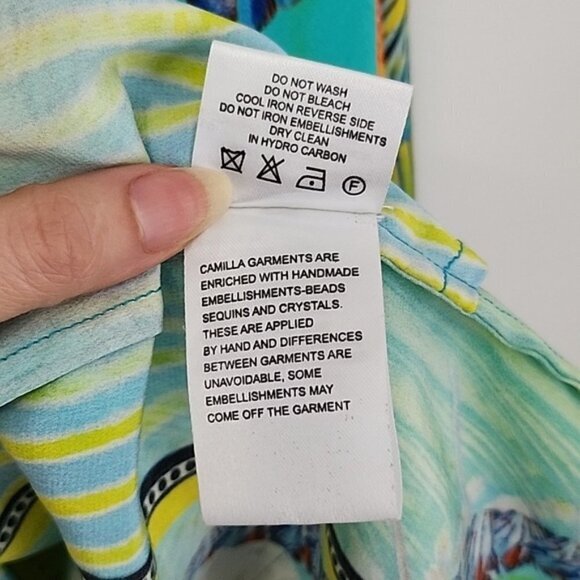 DO NOT WASH
DO NOT BLEACH
COOL IRON REVERSE SIDE
DO NOT IRON EMBELLISHMENTS
DRY CLEAN
IN HYDRO CARBON
F
CAMILLA GARMENTS ARE
ENRICHED WITH HANDMADE
EMBELLISHMENTS-BEADS
SEQUINS AND CRYSTALS.
THESE ARE APPLIED
BY HAND AND DIFFERENCES
BETWEEN GARMENTS ARE
UNAVOIDABLE, SOME
EMBELLISHMENTS MAY
COME OFF THE GARMENT